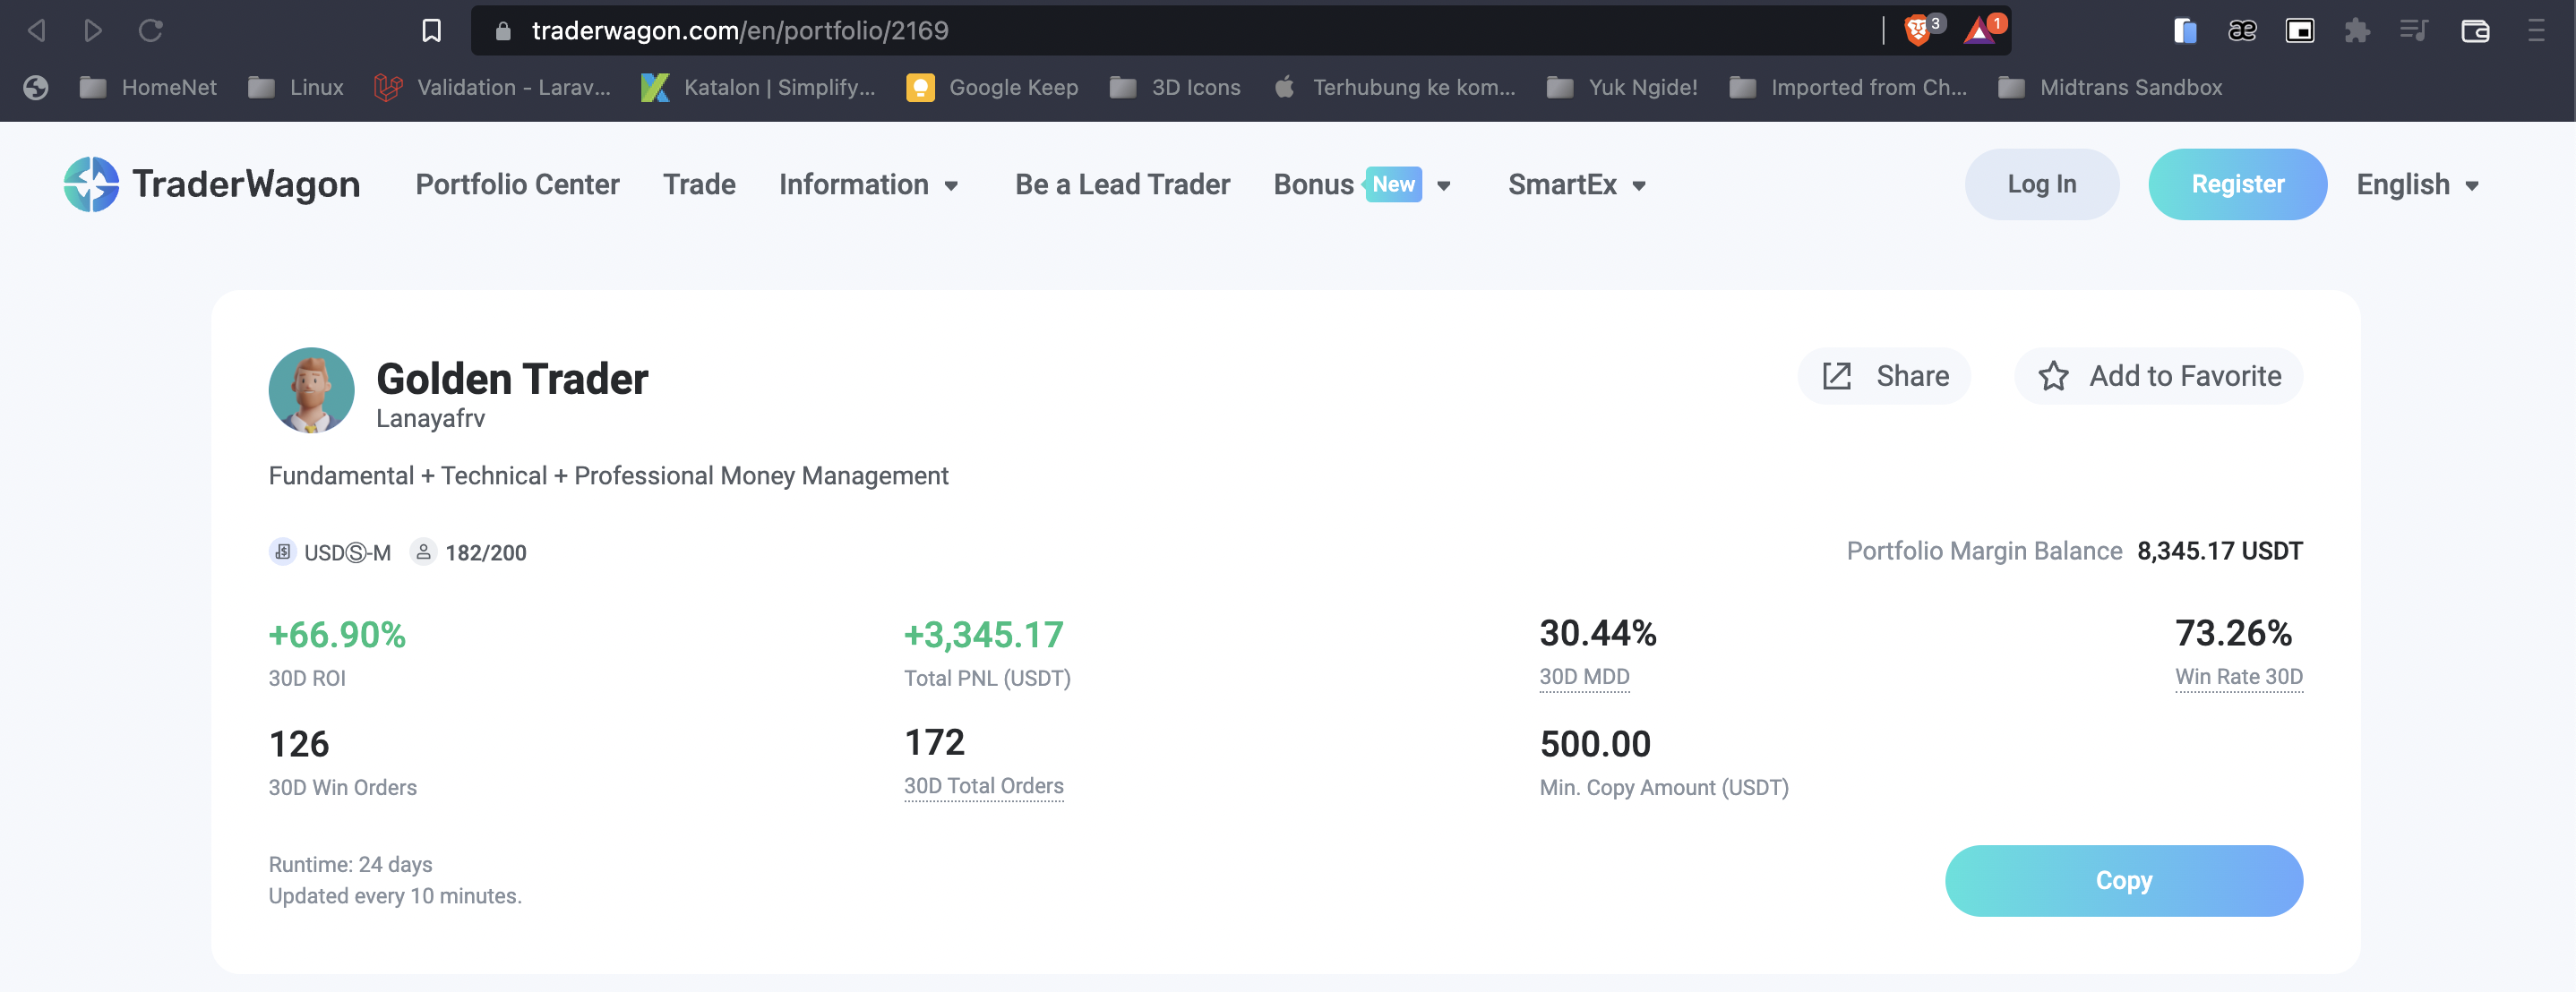 traderwagon.com/en/portfolio/2169
3
1
æ
HomeNet
Linux
Validation - Larav...
Katalon | Simplify...
Google Keep
3D Icons
Terhubung ke kom...
Yuk Ngide!
Imported from Ch...
Midtrans Sandbox
TraderWagon
Portfolio Center
Trade
Information
Be a Lead Trader
Bonus New
SmartEx
Log In
Register
English
Golden Trader
Lanayafrv
Share
Add to Favorite
Fundamental + Technical + Professional Money Management
USDⓈ-M 182/200
Portfolio Margin Balance 8,345.17 USDT
+66.90%
30D ROI
+3,345.17
Total PNL (USDT)
30.44%
30D MDD
73.26%
Win Rate 30D
126
30D Win Orders
172
30D Total Orders
500.00
Min. Copy Amount (USDT)
Runtime: 24 days
Updated every 10 minutes.
Copy